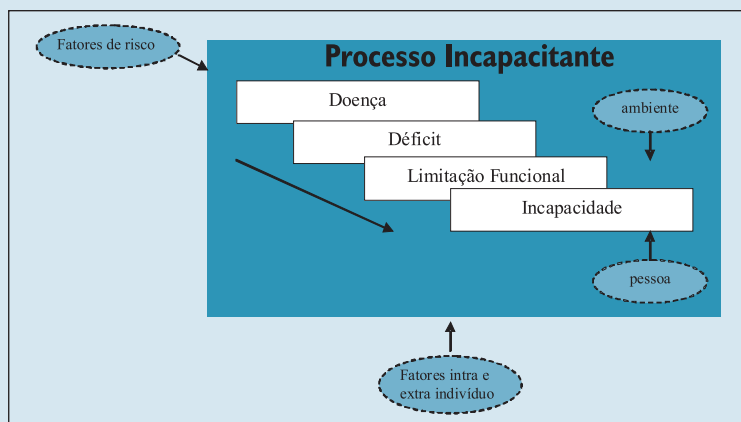 Fatores de risco
Processo Incapacitante
Doença
ambiente
Déficit
Limitação Funcional
Incapacidade
pessoa
Fatores intra e
extra indivíduo